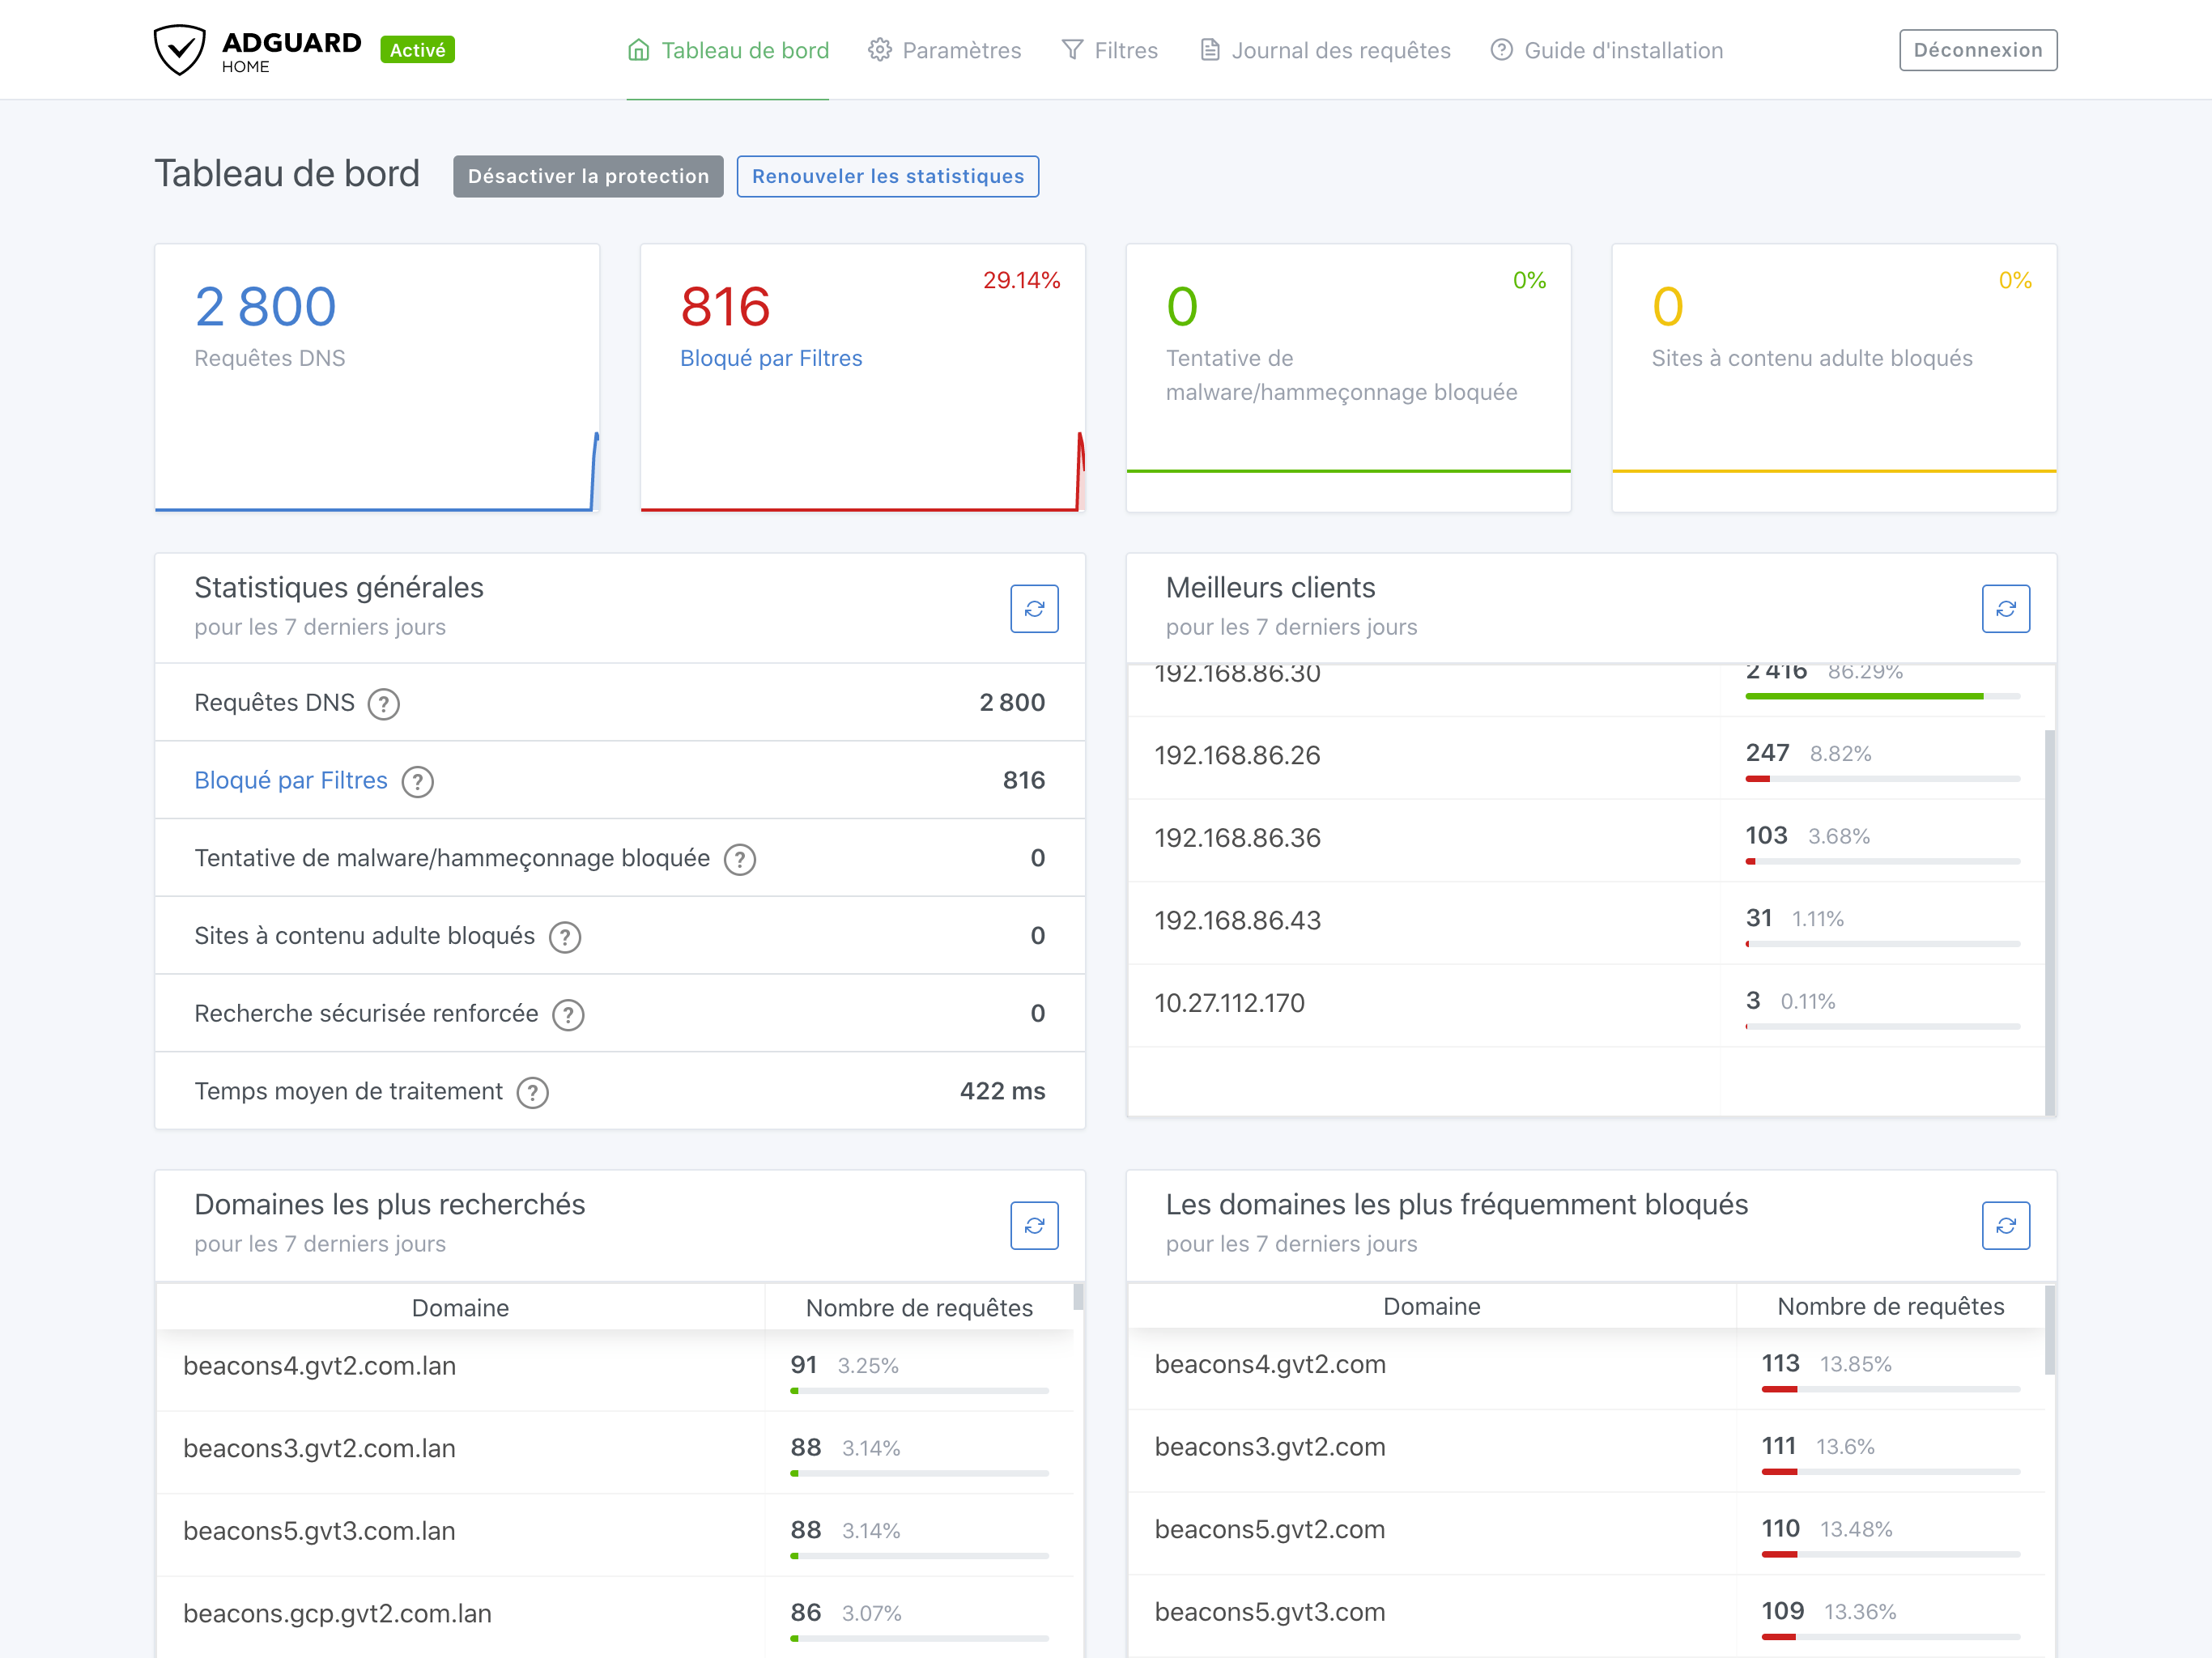 ADGUARD
HOME
Activé
Tableau de bord
Paramètres
Filtres
Journal des requêtes
Guide d'installation
Déconnexion
Tableau de bord
Désactiver la protection
Renouveler les statistiques
2 800
Requêtes DNS
29.14%
816
Bloqué par Filtres
0%
0
Tentative de
malware/hammeçonnage bloquée
0%
0
Sites à contenu adulte bloqués
Statistiques générales
pour les 7 derniers jours
Requêtes DNS ? 2 800
Bloqué par Filtres ? 816
Tentative de malware/hammeçonnage bloquée ? 0
Sites à contenu adulte bloqués ? 0
Recherche sécurisée renforcée ? 0
Temps moyen de traitement ? 422 ms
Meilleurs clients
pour les 7 derniers jours
192.168.86.30 2 416 86.29%
192.168.86.26 247 8.82%
192.168.86.36 103 3.68%
192.168.86.43 31 1.11%
10.27.112.170 3 0.11%
Domaines les plus recherchés
pour les 7 derniers jours
Domaine Nombre de requêtes
beacons4.gvt2.com.lan 91 3.25%
beacons3.gvt2.com.lan 88 3.14%
beacons5.gvt3.com.lan 88 3.14%
beacons.gcp.gvt2.com.lan 86 3.07%
Les domaines les plus fréquemment bloqués
pour les 7 derniers jours
Domaine Nombre de requêtes
beacons4.gvt2.com 113 13.85%
beacons3.gvt2.com 111 13.6%
beacons5.gvt2.com 110 13.48%
beacons5.gvt3.com 109 13.36%